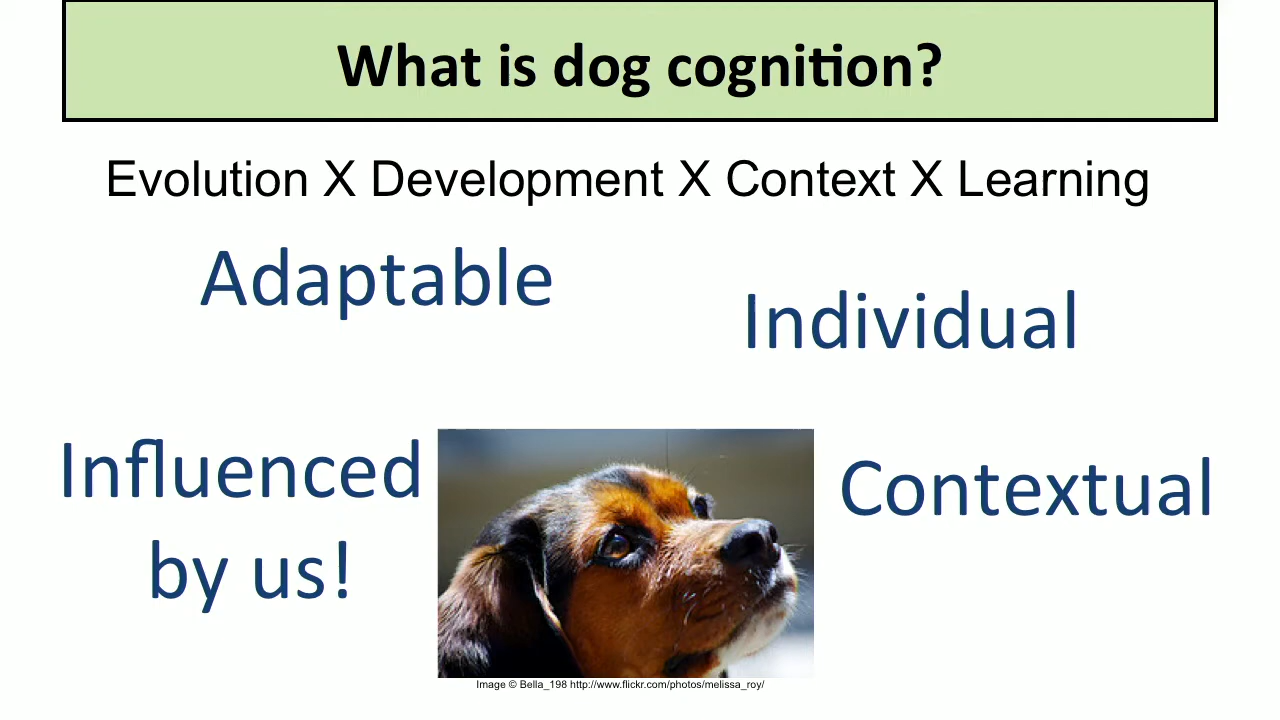 What is dog cognition?
Evolution X Development X Context X Learning
Adaptable
Individual
Influenced
by us!
Contextual
Image © Bella_198 http://www.flickr.com/photos/melissa_roy/